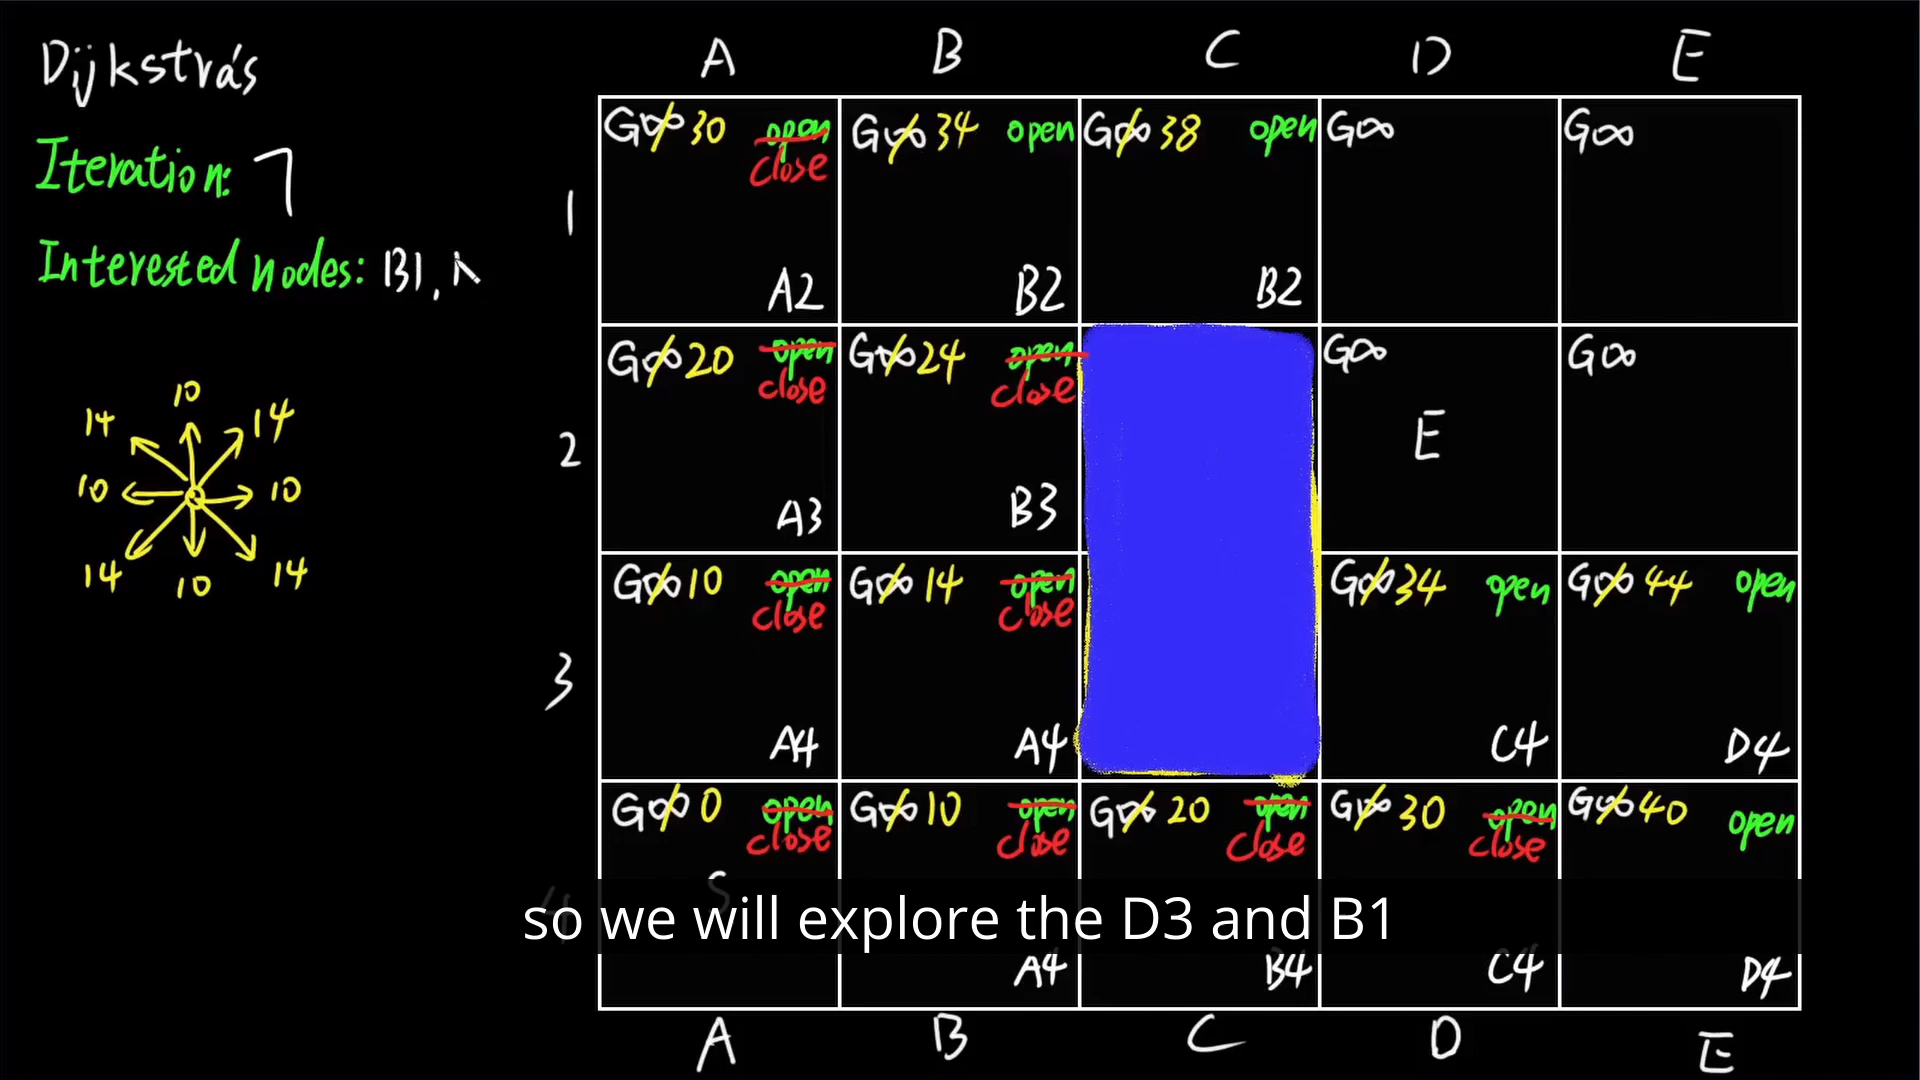 Dijkstra's
Iteration: 7
Interested nodes: B1,
14 10 14
10 10
14 10 14
A B C D E
1
G∞ 30 open close A2
G∞ 34 open B2
G∞ 38 open B2
G∞
G∞
2
G∞ 20 open close A3
G∞ 24 open close B3
G∞ E
G∞
3
G∞ 10 open close A4
G∞ 14 open close A4
G∞ 34 open C4
G∞ 44 open D4
G∞ 0 open close
G∞ 10 open close A4
G∞ 20 open close B4
G∞ 30 open close C4
G∞ 40 open D4
so we will explore the D3 and B1
A B C D E